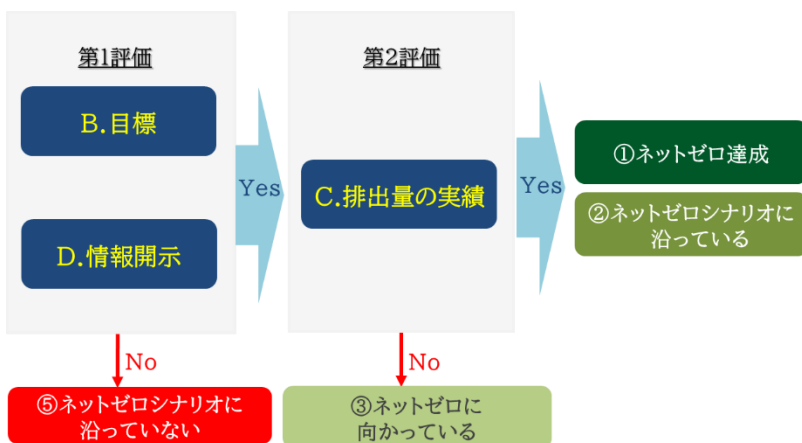 第1評価
B.目標
D.情報開示
Yes
No
⑤ネットゼロシナリオに
沿っていない
第2評価
C.排出量の実績
Yes
No
③ネットゼロに
向かっている
①ネットゼロ達成
②ネットゼロシナリオに
沿っている